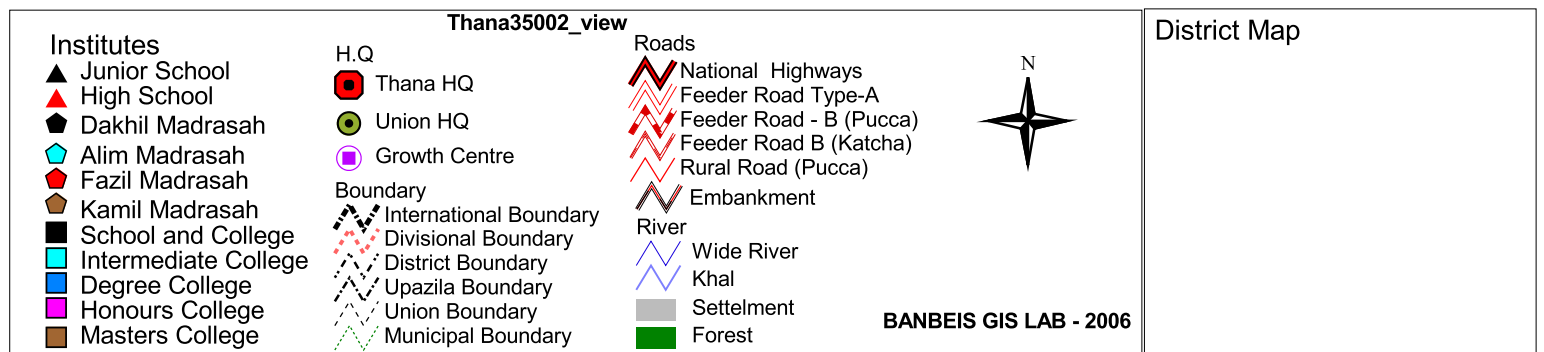 Thana35002_view
Institutes
Junior School
High School
Dakhil Madrasah
Alim Madrasah
Fazil Madrasah
Kamil Madrasah
School and College
Intermediate College
Degree College
Honours College
Masters College
H.Q
Thana HQ
Union HQ
Growth Centre
Boundary
International Boundary
Divisional Boundary
District Boundary
Upazila Boundary
Union Boundary
Municipal Boundary
Roads
National Highways
Feeder Road Type-A
Feeder Road - B (Pucca)
Feeder Road B (Katcha)
Rural Road (Pucca)
Embankment
River
Wide River
Khal
Settelment
Forest
N
BANBEIS GIS LAB - 2006
District Map